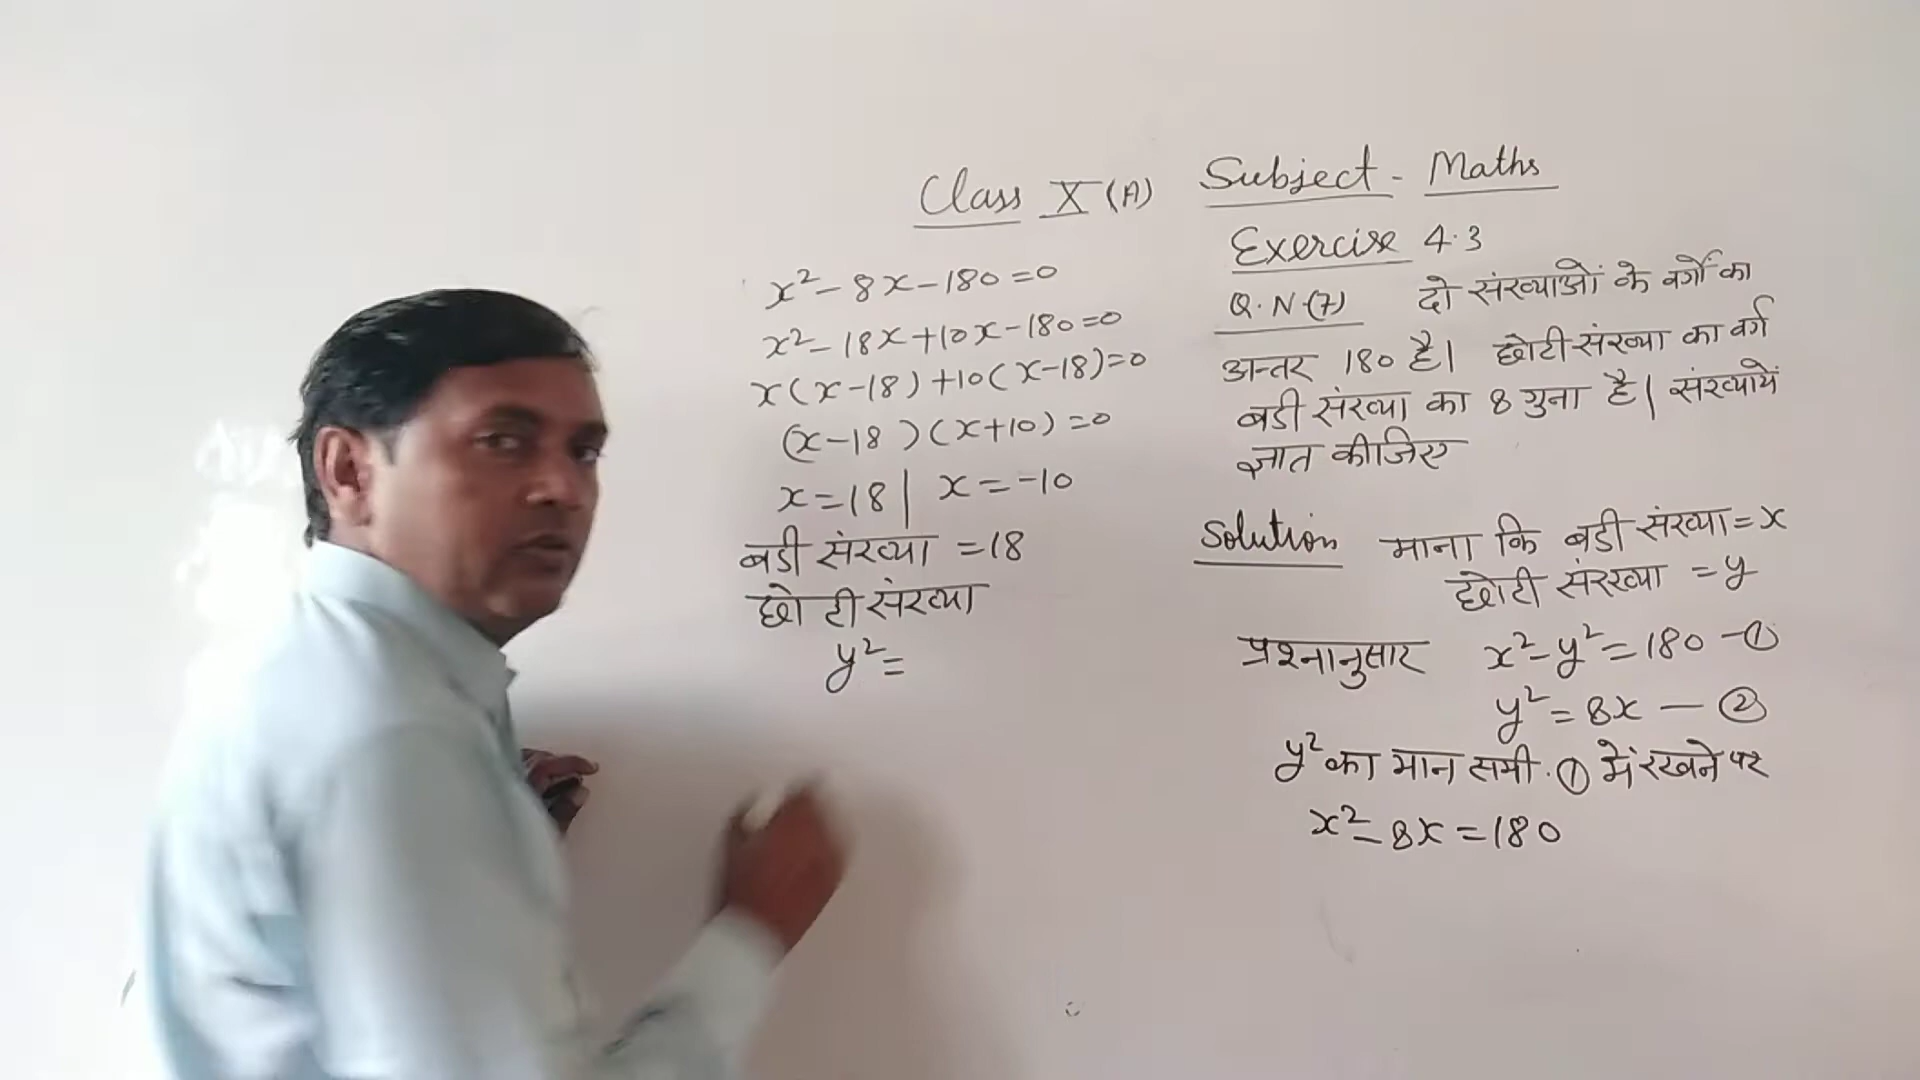 Class X (A) Subject - Maths
Exercise 4.3
Q.N.(7) दो संख्याओं के वर्गों का
अन्तर 180 है। छोटी संख्या का वर्ग
बडी संख्या का 8 गुना है। संख्यायें
ज्ञात कीजिए
Solution माना कि बडी संख्या = x
छोटी संख्या = y
प्रश्नानुसार x² - y² = 180 - ①
y² = 8x — ②
y² का मान समी. ① में रखने पर
x² - 8x = 180
x² - 8x - 180 = 0
x² - 18x + 10x - 180 = 0
x(x-18) + 10(x-18) = 0
(x-18)(x+10) = 0
x = 18 | x = -10
बडी संख्या = 18
छोटी संख्या
y² =